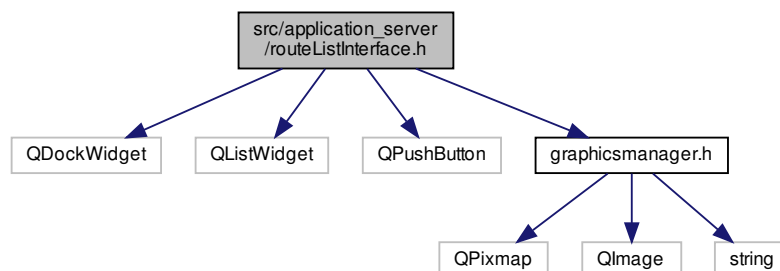 src/application_server
/routeListInterface.h
QDockWidget
QListWidget
QPushButton
graphicsmanager.h
QPixmap
QImage
string